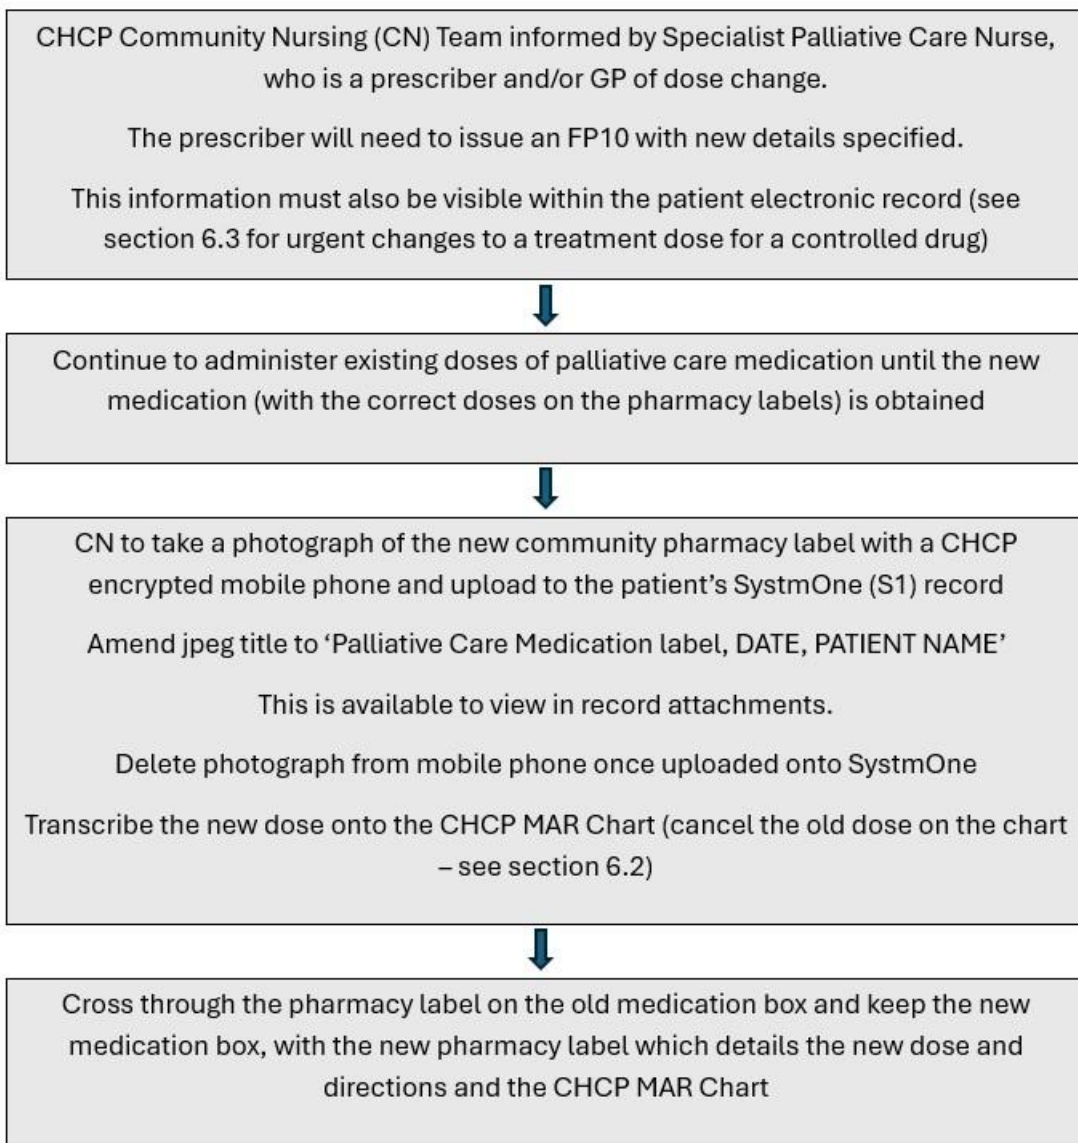 CHCP Community Nursing (CN) Team informed by Specialist Palliative Care Nurse,
who is a prescriber and/or GP of dose change.
The prescriber will need to issue an FP10 with new details specified.
This information must also be visible within the patient electronic record (see
section 6.3 for urgent changes to a treatment dose for a controlled drug)
Continue to administer existing doses of palliative care medication until the new
medication (with the correct doses on the pharmacy labels) is obtained
CN to take a photograph of the new community pharmacy label with a CHCP
encrypted mobile phone and upload to the patient’s SystmOne (S1) record
Amend jpeg title to ‘Palliative Care Medication label, DATE, PATIENT NAME’
This is available to view in record attachments.
Delete photograph from mobile phone once uploaded onto SystmOne
Transcribe the new dose onto the CHCP MAR Chart (cancel the old dose on the chart
– see section 6.2)
Cross through the pharmacy label on the old medication box and keep the new
medication box, with the new pharmacy label which details the new dose and
directions and the CHCP MAR Chart